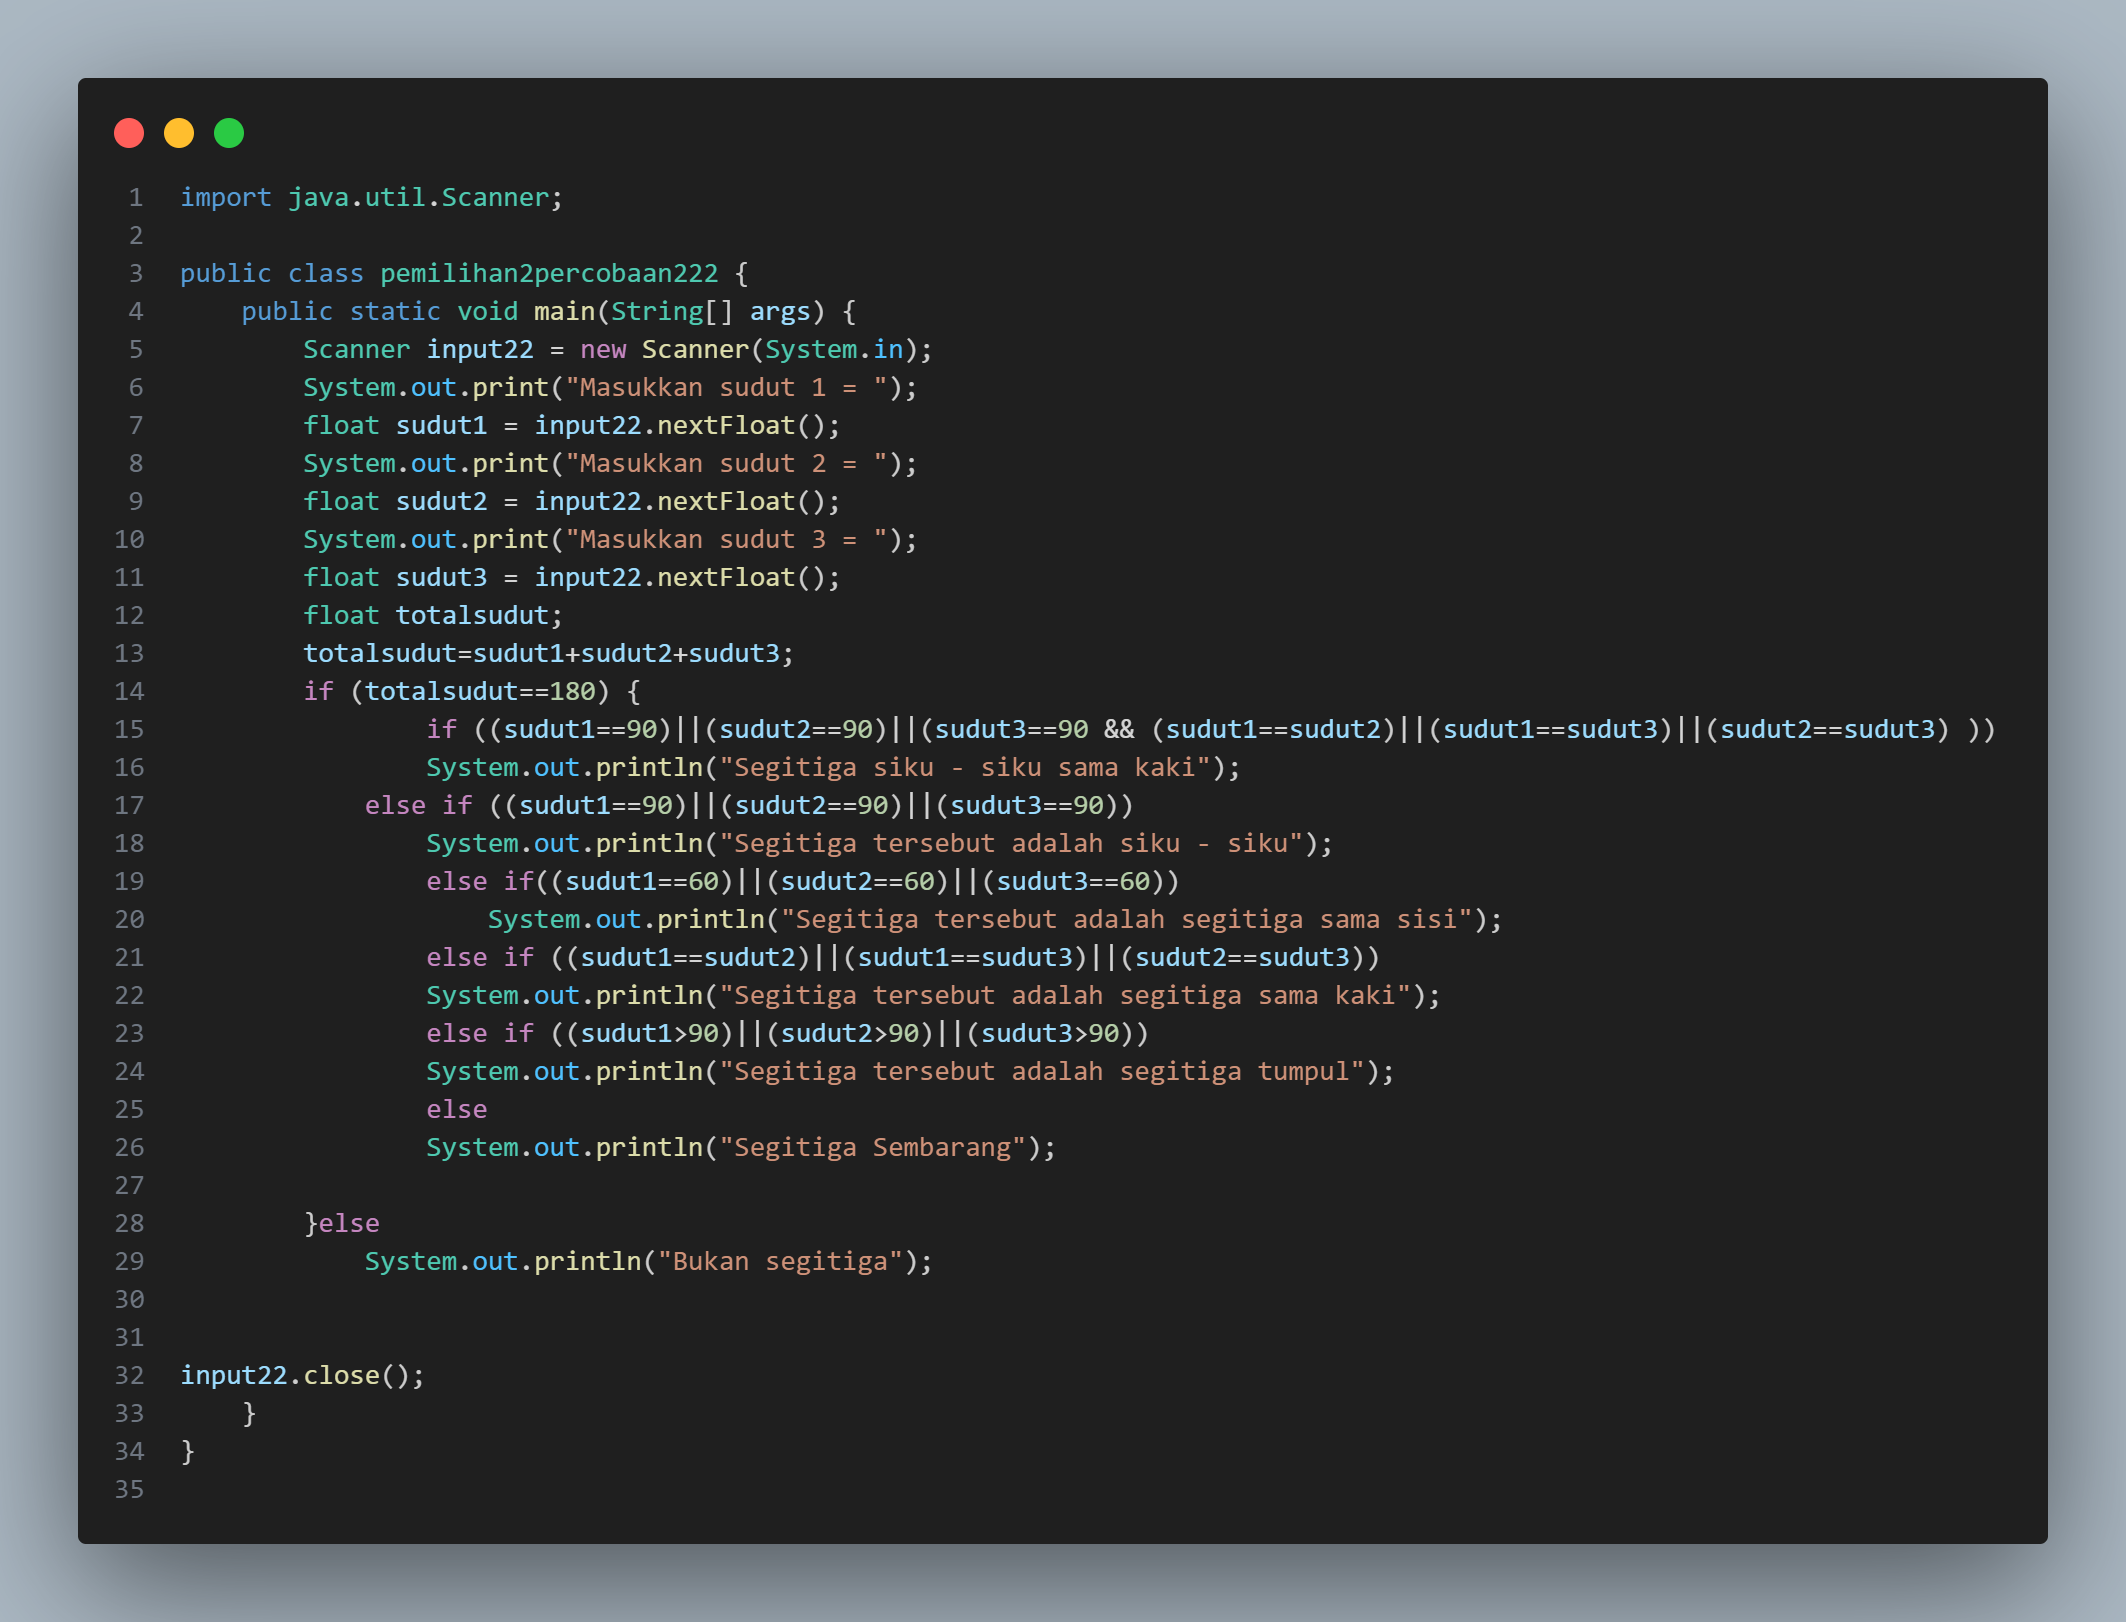 1 import java.util.Scanner;
2
3 public class pemilihan2percobaan222 {
4     public static void main(String[] args) {
5         Scanner input22 = new Scanner(System.in);
6         System.out.print("Masukkan sudut 1 = ");
7         float sudut1 = input22.nextFloat();
8         System.out.print("Masukkan sudut 2 = ");
9         float sudut2 = input22.nextFloat();
10         System.out.print("Masukkan sudut 3 = ");
11         float sudut3 = input22.nextFloat();
12         float totalsudut;
13         totalsudut=sudut1+sudut2+sudut3;
14         if (totalsudut==180) {
15                 if ((sudut1==90)||(sudut2==90)||(sudut3==90 && (sudut1==sudut2)||(sudut1==sudut3)||(sudut2==sudut3) ))
16                 System.out.println("Segitiga siku - siku sama kaki");
17             else if ((sudut1==90)||(sudut2==90)||(sudut3==90))
18                 System.out.println("Segitiga tersebut adalah siku - siku");
19                 else if((sudut1==60)||(sudut2==60)||(sudut3==60))
20                     System.out.println("Segitiga tersebut adalah segitiga sama sisi");
21                 else if ((sudut1==sudut2)||(sudut1==sudut3)||(sudut2==sudut3))
22                 System.out.println("Segitiga tersebut adalah segitiga sama kaki");
23                 else if ((sudut1>90)||(sudut2>90)||(sudut3>90))
24                 System.out.println("Segitiga tersebut adalah segitiga tumpul");
25                 else
26                 System.out.println("Segitiga Sembarang");
27
28         }else
29             System.out.println("Bukan segitiga");
30
31
32 input22.close();
33     }
34 }
35